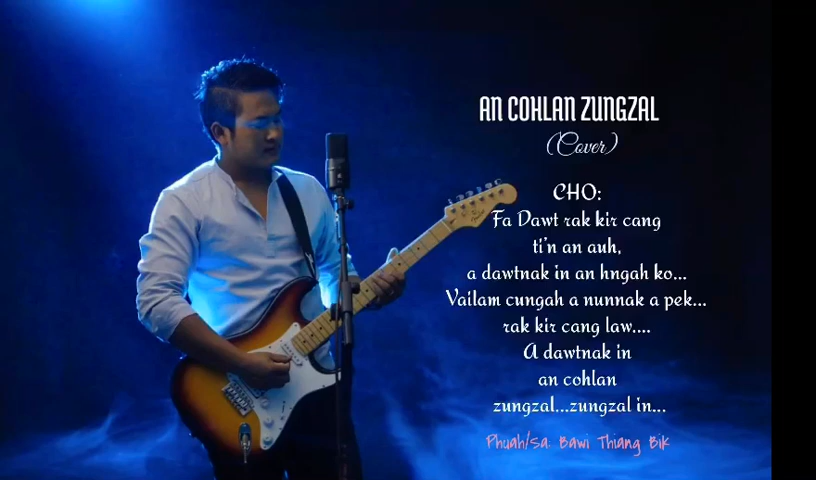 AN COHLAN ZUNGZAL
(Cover)
CHO:
Fa Dawt rak kir cang
ti'n an auh,
a dawtnak in an hngah ko...
Vailam cungah a nunnak a pek...
rak kir cang law....
A dawtnak in
an cohlan
zungzal...zungzal in...
Phuah/sa: Bawi Thiang Bik